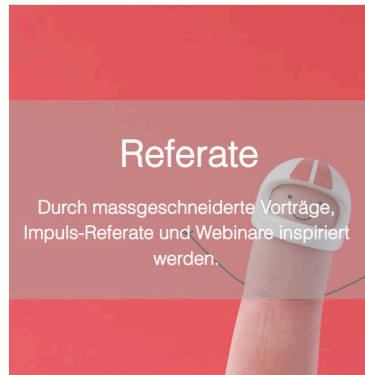 Referate
Durch massgeschneiderte Vorträge,
Impuls-Referate und Webinare inspiriert
werden.